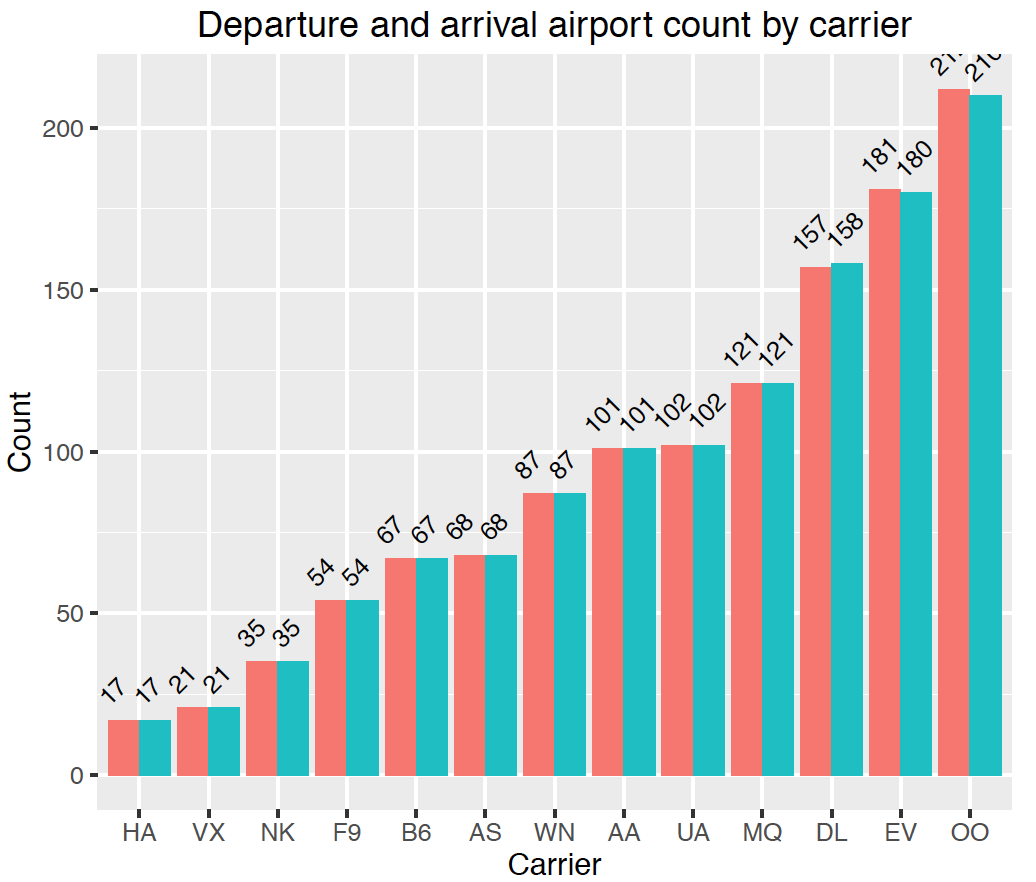 Departure and arrival airport count by carrier
Count
200
150
100
50
0
17 17 21 21 35 35 54 54 67 67 68 68 87 87 101 101 102 102 121 121 157 158 181 180 210
HA VX NK F9 B6 AS WN AA UA MQ DL EV OO
Carrier